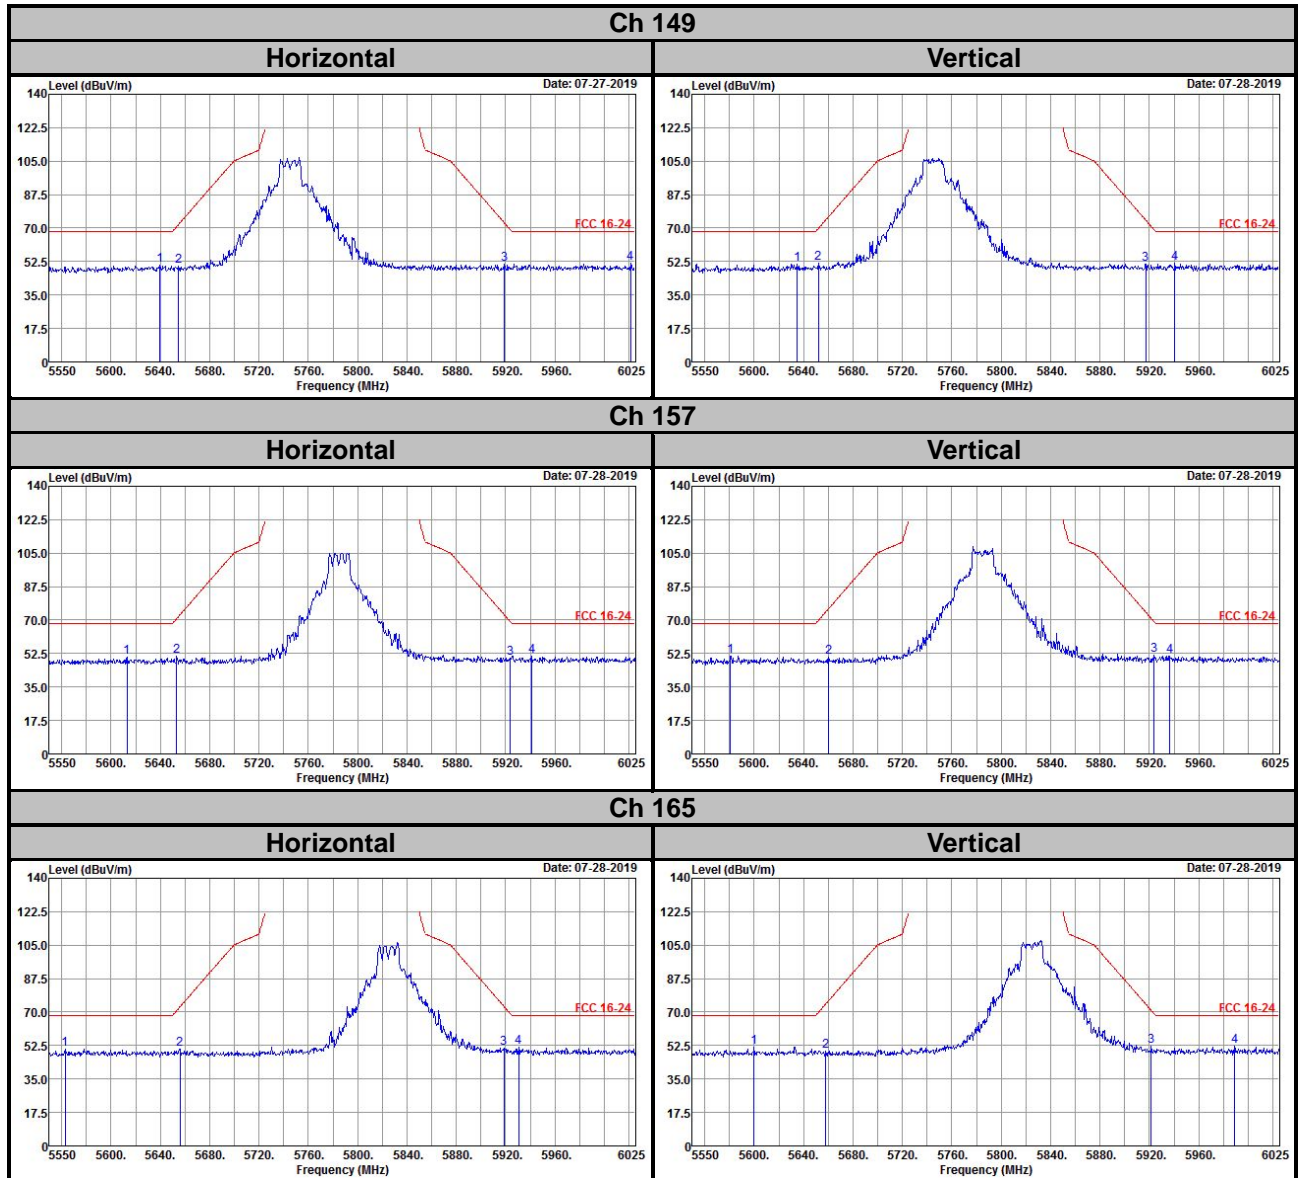 Ch 149
Horizontal Vertical
Level (dBuV/m) Date: 07-27-2019
140
122.5
105.0
87.5
70.0
52.5
35.0
17.5
0
FCC 16-24
1 2 3 4
5550 5600. 5640. 5680. 5720. 5760. 5800. 5840. 5880. 5920. 5960. 6025
Frequency (MHz)
Level (dBuV/m) Date: 07-28-2019
140
122.5
105.0
87.5
70.0
52.5
35.0
17.5
0
FCC 16-24
1 2 3 4
5550 5600. 5640. 5680. 5720. 5760. 5800. 5840. 5880. 5920. 5960. 6025
Frequency (MHz)
Ch 157
Horizontal Vertical
Level (dBuV/m) Date: 07-28-2019
140
122.5
105.0
87.5
70.0
52.5
35.0
17.5
0
FCC 16-24
1 2 3 4
5550 5600. 5640. 5680. 5720. 5760. 5800. 5840. 5880. 5920. 5960. 6025
Frequency (MHz)
Level (dBuV/m) Date: 07-28-2019
140
122.5
105.0
87.5
70.0
52.5
35.0
17.5
0
FCC 16-24
1 2 3 4
5550 5600. 5640. 5680. 5720. 5760. 5800. 5840. 5880. 5920. 5960. 6025
Frequency (MHz)
Ch 165
Horizontal Vertical
Level (dBuV/m) Date: 07-28-2019
140
122.5
105.0
87.5
70.0
52.5
35.0
17.5
0
FCC 16-24
1 2 3 4
5550 5600. 5640. 5680. 5720. 5760. 5800. 5840. 5880. 5920. 5960. 6025
Frequency (MHz)
Level (dBuV/m) Date: 07-28-2019
140
122.5
105.0
87.5
70.0
52.5
35.0
17.5
0
FCC 16-24
1 2 3 4
5550 5600. 5640. 5680. 5720. 5760. 5800. 5840. 5880. 5920. 5960. 6025
Frequency (MHz)